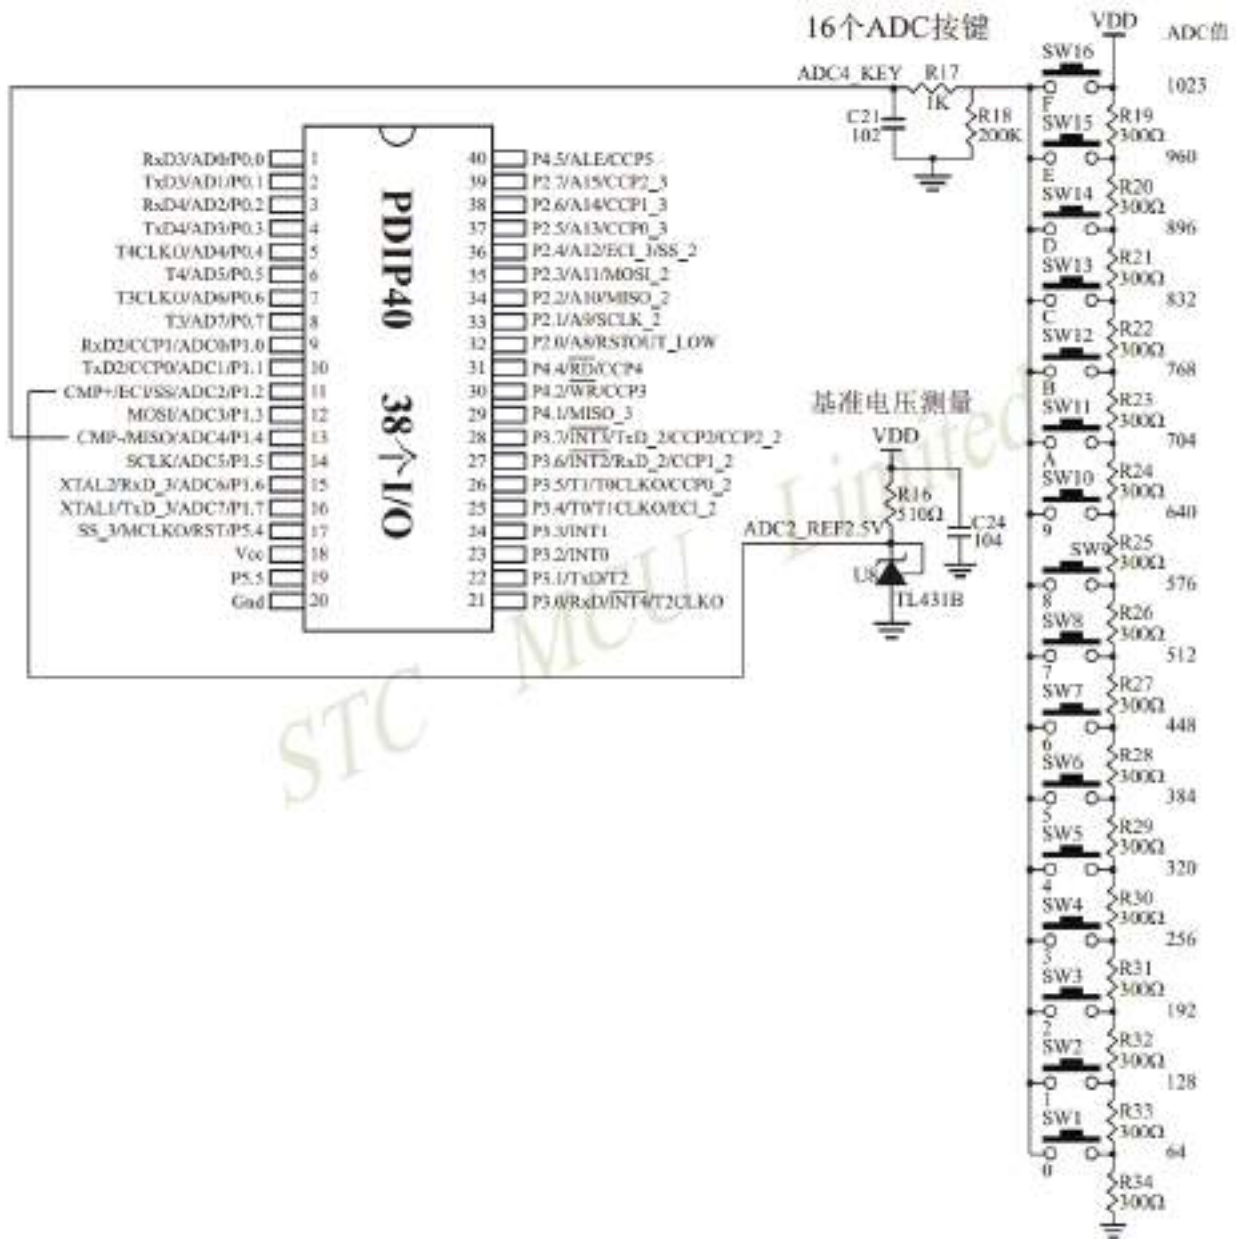 16个ADC按键
VDD
ADC值
SW16
ADC4_KEY
R17
1K
1023
F
C21
102
R18
200K
R19
300Ω
SW15
960
E
R20
300Ω
SW14
896
D
R21
300Ω
SW13
832
C
R22
300Ω
SW12
768
B
R23
300Ω
SW11
704
A
R24
300Ω
SW10
640
9
R25
300Ω
SW9
576
8
R26
300Ω
SW8
512
7
R27
300Ω
SW7
448
6
R28
300Ω
SW6
384
5
R29
300Ω
SW5
320
4
R30
300Ω
SW4
256
3
R31
300Ω
SW3
192
2
R32
300Ω
SW2
128
1
R33
300Ω
SW1
64
0
R34
300Ω
PDIP40 38个I/O
RxD3/AD0/P0.0 1
TxD3/AD1/P0.1 2
RxD4/AD2/P0.2 3
TxD4/AD3/P0.3 4
T4CLKO/AD4/P0.4 5
T4/AD5/P0.5 6
T3CLKO/AD6/P0.6 7
T3/AD7/P0.7 8
RxD2/CCP1/ADC0/P1.0 9
TxD2/CCP0/ADC1/P1.1 10
CMP+/ECI/SS/ADC2/P1.2 11
MOSI/ADC3/P1.3 12
CMP-/MISO/ADC4/P1.4 13
SCLK/ADC5/P1.5 14
XTAL2/RxD_3/ADC6/P1.6 15
XTAL1/TxD_3/ADC7/P1.7 16
SS_3/MCLKO/RST/P5.4 17
Vcc 18
P5.5 19
Gnd 20
40 P4.5/ALE/CCP5
39 P2.7/A15/CCP2_3
38 P2.6/A14/CCP1_3
37 P2.5/A13/CCP0_3
36 P2.4/A12/ECI_3/SS_2
35 P2.3/A11/MOSI_2
34 P2.2/A10/MISO_2
33 P2.1/A9/SCLK_2
32 P2.0/A8/RSTOUT_LOW
31 P4.4/RD/CCP4
30 P4.2/WR/CCP3
29 P4.1/MISO_3
28 P3.7/INT3/TxD_2/CCP2/CCP2_2
27 P3.6/INT2/RxD_2/CCP1_2
26 P3.5/T1/T0CLKO/CCP0_2
25 P3.4/T0/T1CLKO/ECI_2
24 P3.3/INT1
23 P3.2/INT0
22 P3.1/TxD/T2
21 P3.0/RxD/INT4/T2CLKO
基准电压测量
VDD
R16
510Ω
ADC2_REF2.5V
C24
104
U8
TL431B
STC MCU Limited